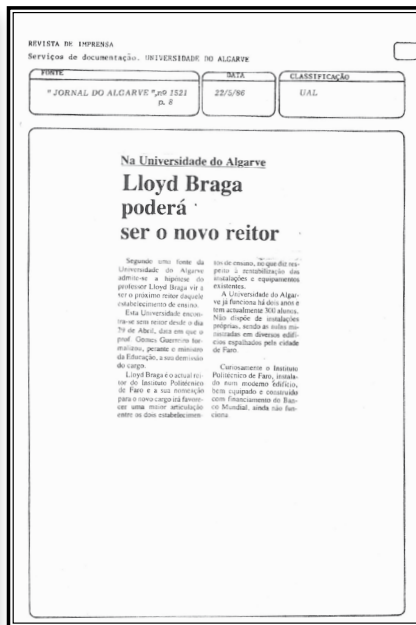 REVISTA DE IMPRENSA
Serviços de documentação. UNIVERSIDADE DO ALGARVE
FONTE
DATA
CLASSIFICAÇÃO
" JORNAL DO ALGARVE ",nº 1521
p. 8
22/5/86
UAL
Na Universidade do Algarve
Lloyd Braga
poderá
ser o novo reitor
Segundo uma fonte da
Universidade do Algarve
admite-se a hipótese do
professor Lloyd Braga vir a
ser o próximo reitor daquele
estabelecimento de ensino.
Esta Universidade encon-
tra-se sem reitor desde o dia
29 de Abril, data em que o
prof. Gomes Guerreiro for-
malizou, perante o ministro
da Educação, a sua demissão
do cargo.
Lloyd Braga é o actual rei-
tor do Instituto Politécnico
de Faro e a sua nomeação
para o novo cargo irá favore-
cer uma maior articulação
entre os dois estabelecimen-
tos de ensino, no que diz res-
peito à rentabilização das
instalações e equipamentos
existentes.
A Universidade do Algar-
ve já funciona há dois anos e
tem actualmente 300 alunos.
Não dispõe de instalações
próprias, sendo as aulas mi-
nistradas em diversos edifí-
cios espalhados pela cidade
de Faro.
Curiosamente o Instituto
Politécnico de Faro, instala-
do num moderno edifício,
bem equipado e construído
com financiamento do Ban-
co Mundial, ainda não fun-
ciona